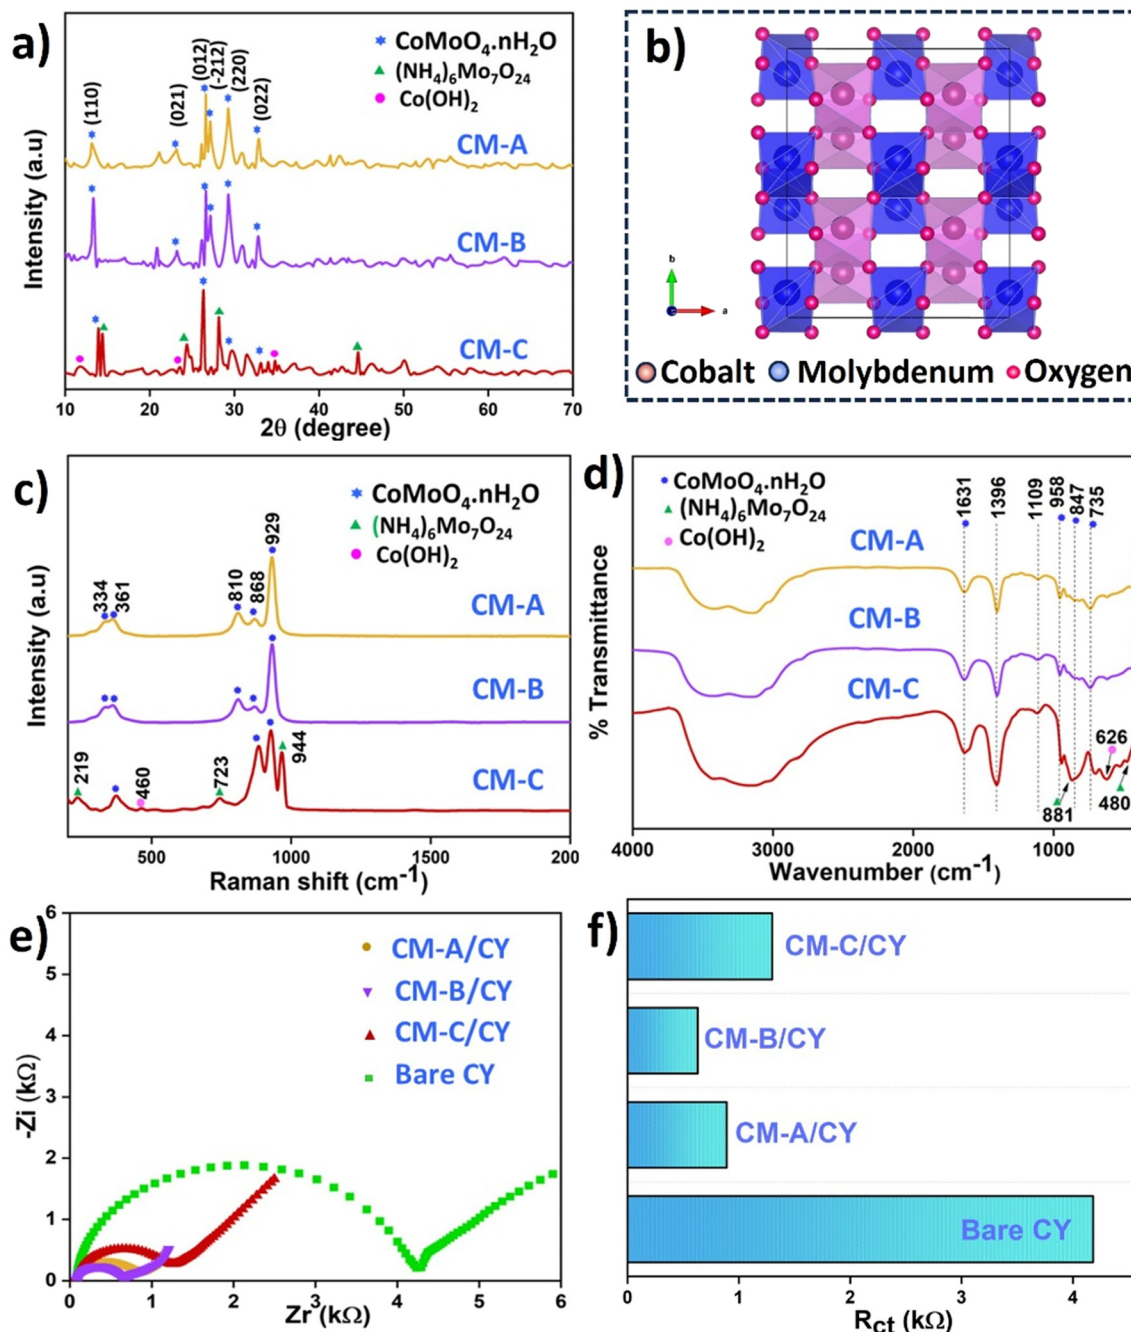 a)
CoMoO₄.nH₂O
(NH₄)₆Mo₇O₂₄
Co(OH)₂
(110)
(021)
(012)
(-212)
(220)
(022)
CM-A
CM-B
CM-C
Intensity (a.u)
10 20 30 40 50 60 70
2θ (degree)
b)
b
a
Cobalt Molybdenum Oxygen
c)
CoMoO₄.nH₂O
(NH₄)₆Mo₇O₂₄
Co(OH)₂
334
361
810
868
929
CM-A
CM-B
219
460
723
944
CM-C
Intensity (a.u)
500 1000 1500 200
Raman shift (cm⁻¹)
d)
CoMoO₄.nH₂O
(NH₄)₆Mo₇O₂₄
Co(OH)₂
1631
1396
1109
958
847
735
CM-A
CM-B
CM-C
626
881
480
% Transmittance
4000 3000 2000 1000
Wavenumber (cm⁻¹)
e)
CM-A/CY
CM-B/CY
CM-C/CY
Bare CY
-Zi (kΩ)
6
5
4
3
2
1
0
0 1 2 3 4 5 6
Zr (kΩ)
f)
CM-C/CY
CM-B/CY
CM-A/CY
Bare CY
0 1 2 3 4
Rct (kΩ)